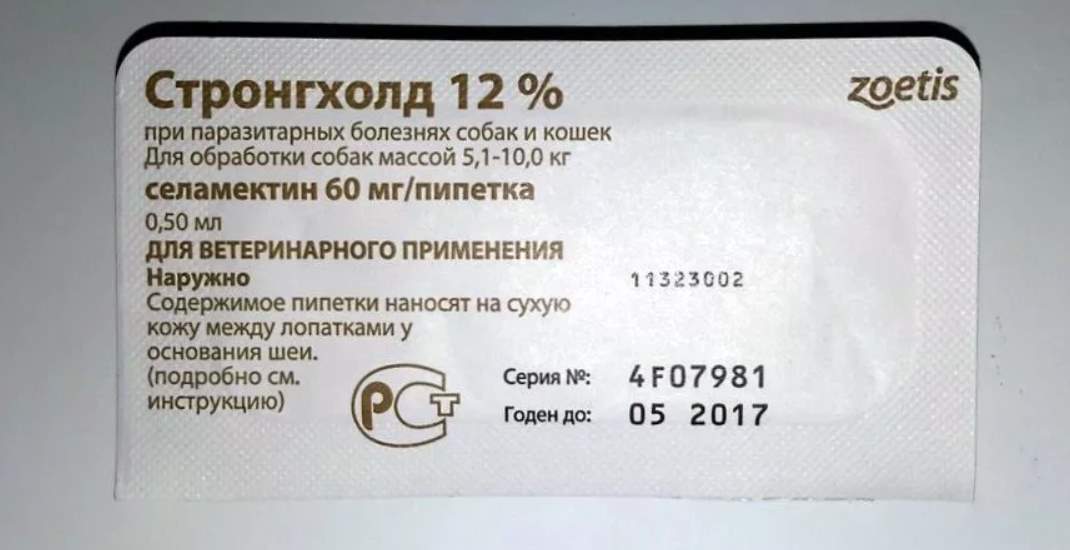 Стронгхолд 12 %
zoetis
при паразитарных болезнях собак и кошек
Для обработки собак массой 5,1-10,0 кг
селамектин 60 мг/пипетка
0,50 мл
ДЛЯ ВЕТЕРИНАРНОГО ПРИМЕНЕНИЯ
Наружно
11323002
Содержимое пипетки наносят на сухую
кожу между лопатками у
основания шеи.
(подробно см.
инструкцию)
РСТ
Серия №: 4F07981
Годен до: 05 2017